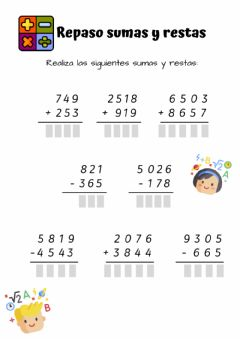 Repaso sumas y restas
Realiza las siguientes sumas y restas:
749 2518 6503
+ 253 + 919 + 8657
821 5026
- 365 - 178
5819 2076 9305
- 4543 + 3844 - 665